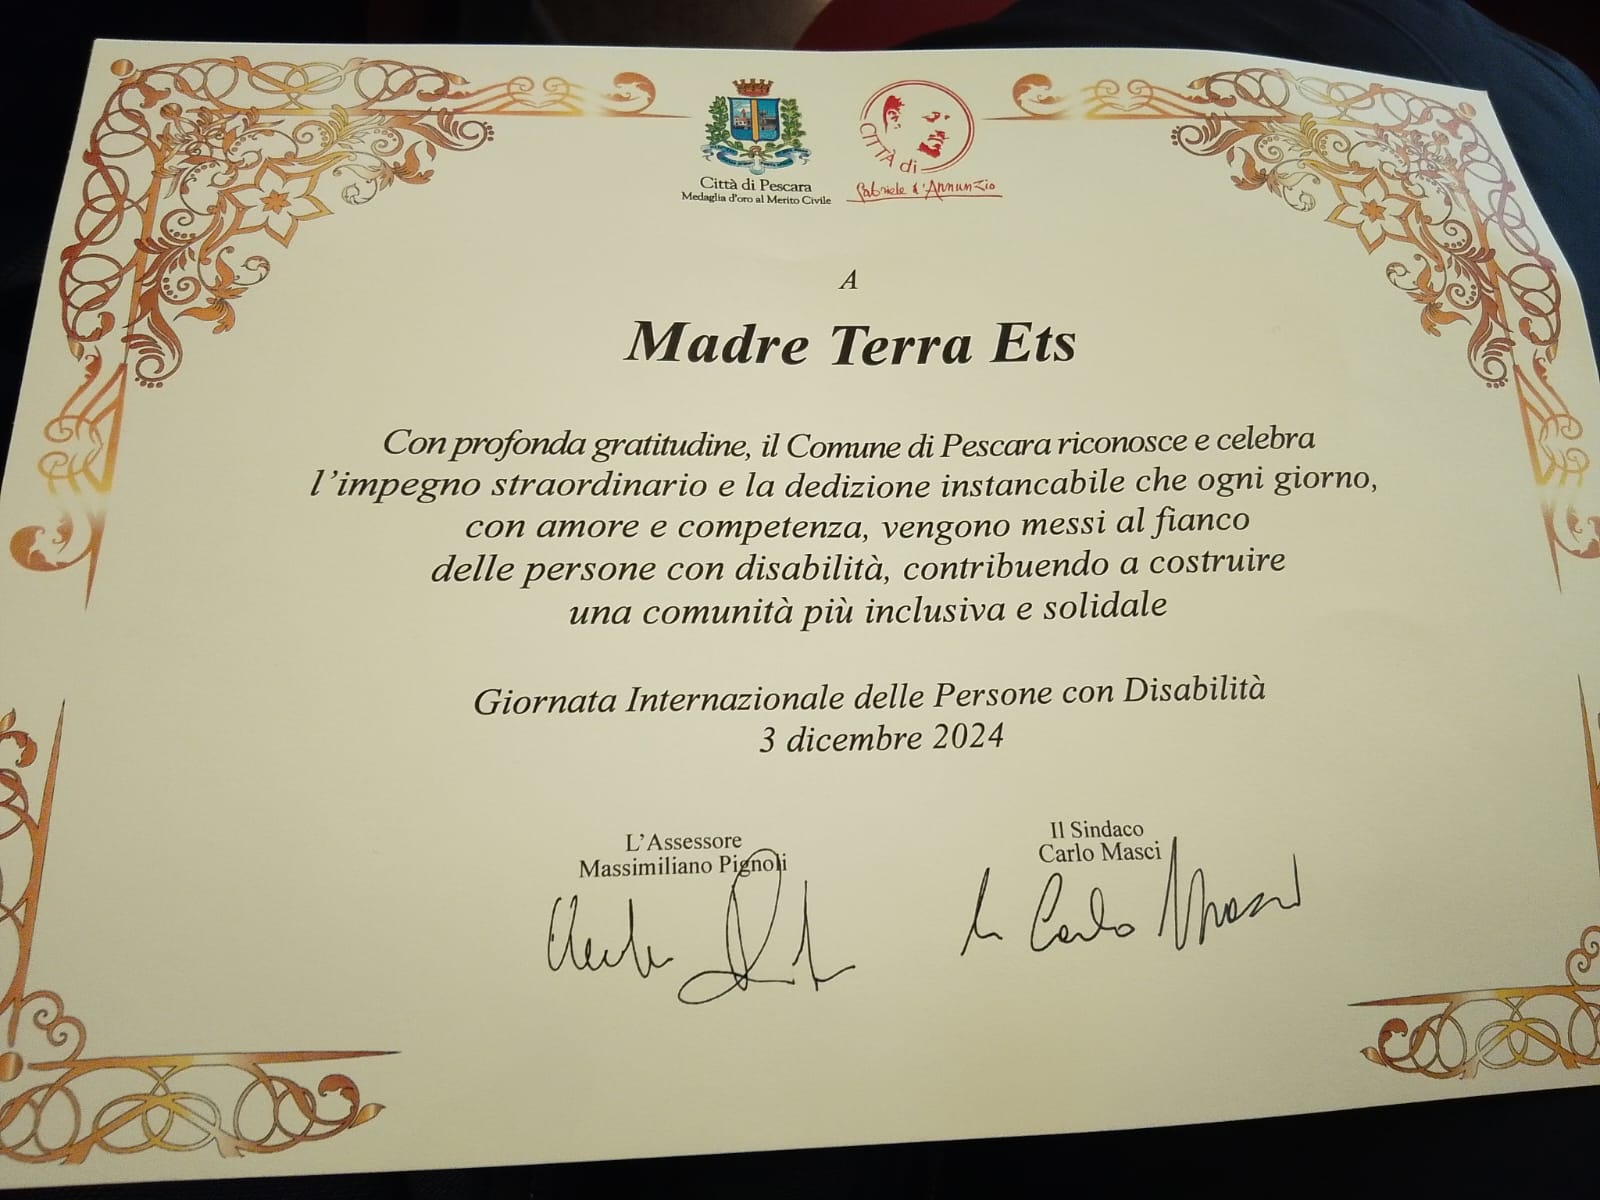 Città di Pescara
Medaglia d'oro al Merito Civile
CITTÀ di
Gabriele d'Annunzio
A
Madre Terra Ets
Con profonda gratitudine, il Comune di Pescara riconosce e celebra
l'impegno straordinario e la dedizione instancabile che ogni giorno,
con amore e competenza, vengono messi al fianco
delle persone con disabilità, contribuendo a costruire
una comunità più inclusiva e solidale
Giornata Internazionale delle Persone con Disabilità
3 dicembre 2024
L'Assessore
Massimiliano Pignoli
Il Sindaco
Carlo Masci
Carlo Masci